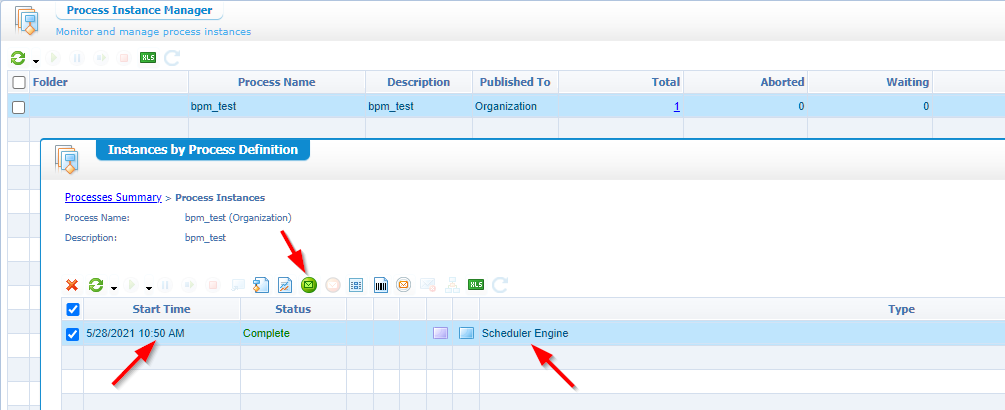 Process Instance Manager
Monitor and manage process instances
XLS
Folder Process Name Description Published To Total Aborted Waiting
bpm_test bpm_test Organization 1 0 0
Instances by Process Definition
Processes Summary > Process Instances
Process Name: bpm_test (Organization)
Description: bpm_test
XLS
Start Time Status Type
5/28/2021 10:50 AM Complete Scheduler Engine